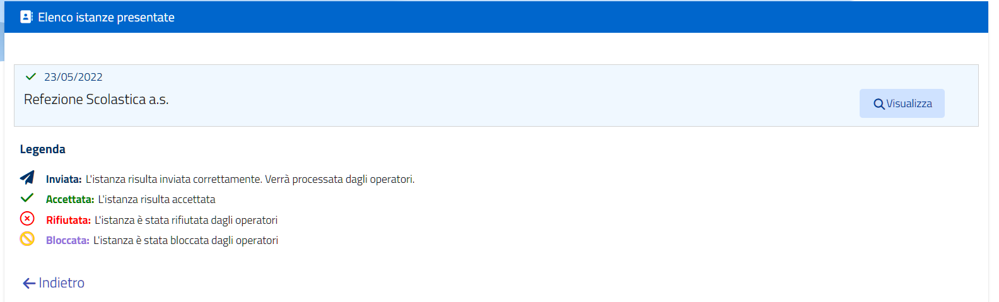 Elenco istanze presentate
23/05/2022
Refezione Scolastica a.s.
Visualizza
Legenda
Inviata: L'istanza risulta inviata correttamente. Verrà processata dagli operatori.
Accettata: L'istanza risulta accettata
Rifiutata: L'istanza è stata rifiutata dagli operatori
Bloccata: L'istanza è stata bloccata dagli operatori
Indietro